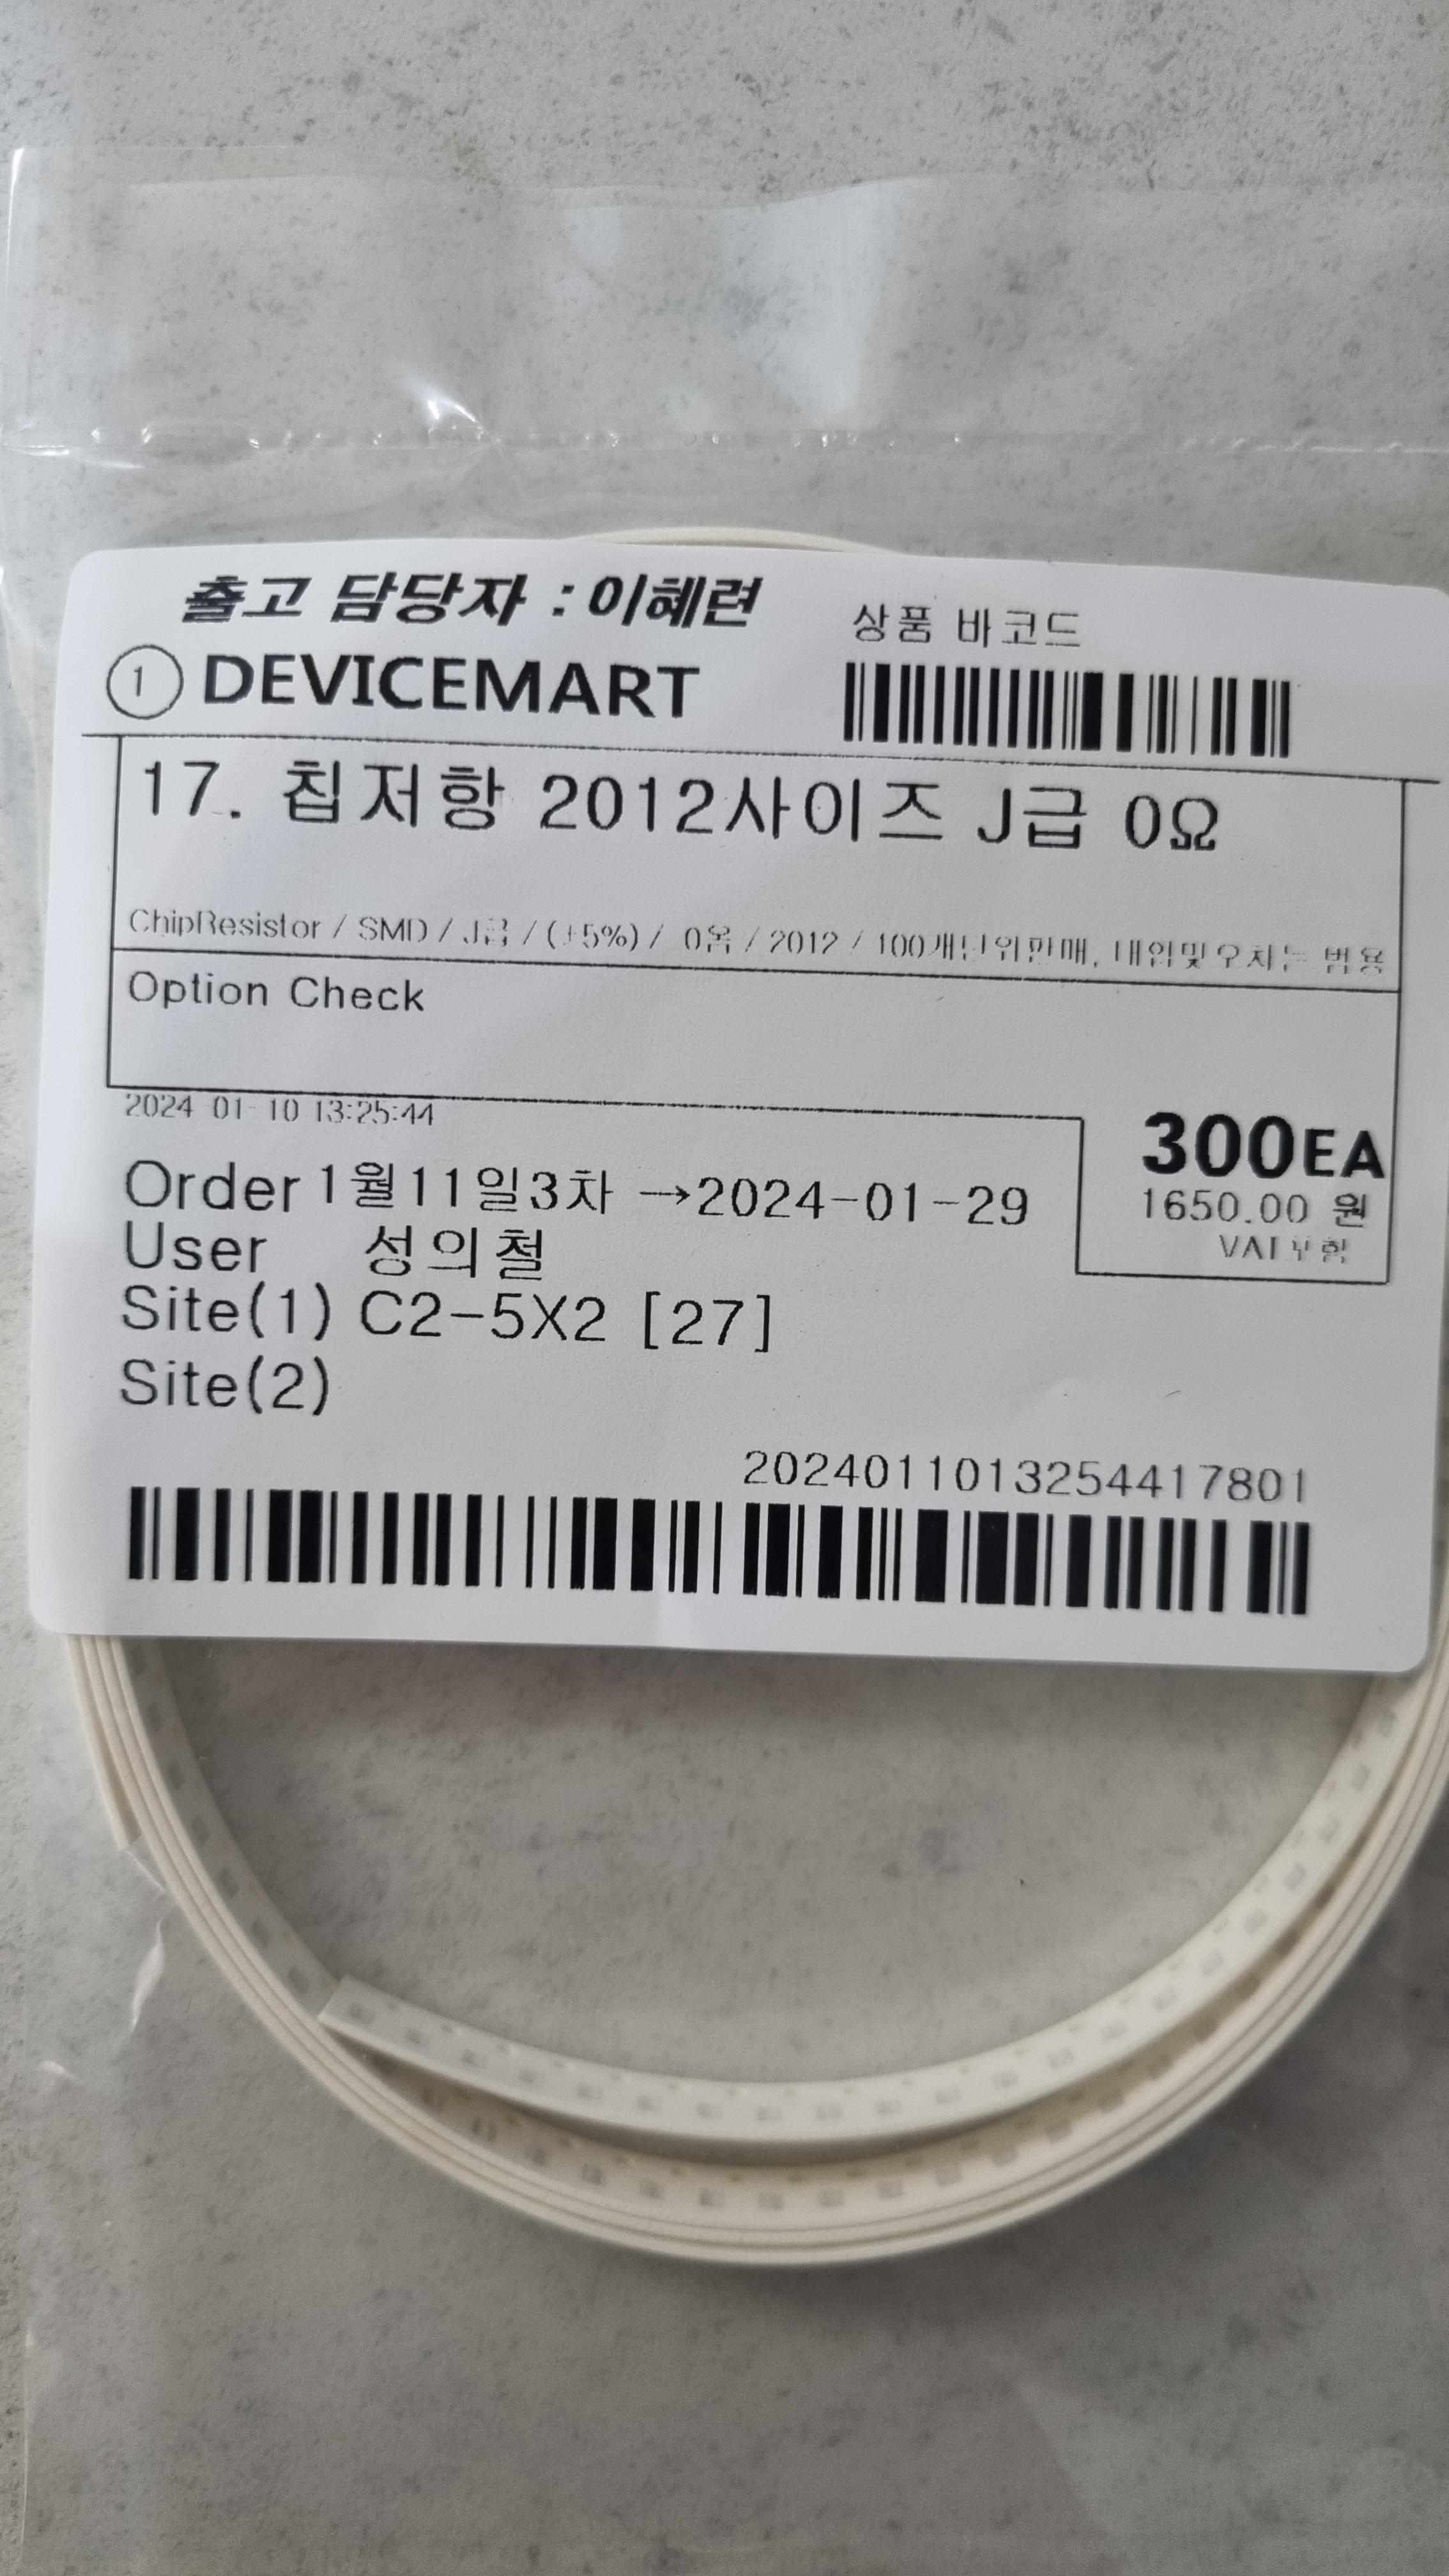 출고 담당자 : 이혜련
상품 바코드
① DEVICEMART
17. 칩저항 2012사이즈 J급 0Ω
ChipResistor / SMD / J급 / (±5%) / 0옴 / 2012 / 100개단위판매, 내압및오차는 범용
Option Check
2024-01-10 13:25:44
300EA
1650.00 원
VAT포함
Order 1월11일3차 →2024-01-29
User 성의철
Site(1) C2-5X2 [27]
Site(2)
2024011013254417801